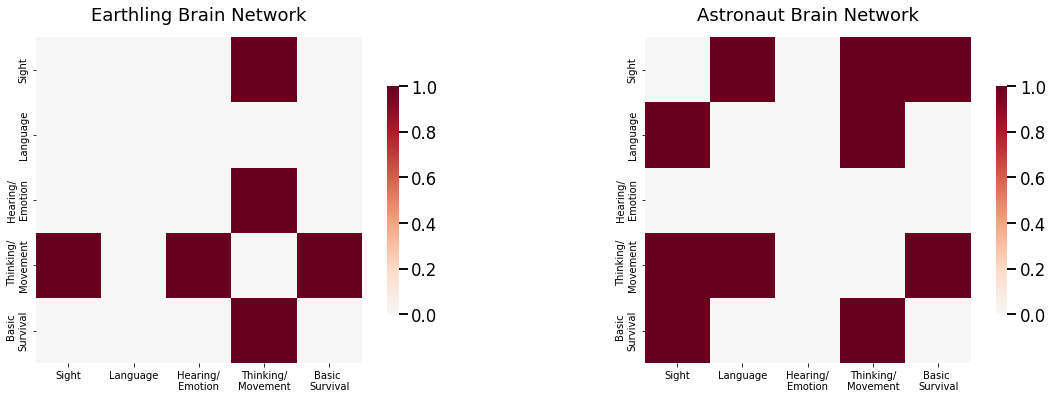 Earthling Brain Network
Astronaut Brain Network
Sight
Language
Hearing/
Emotion
Thinking/
Movement
Basic
Survival
Sight
Language
Hearing/
Emotion
Thinking/
Movement
Basic
Survival
1.0
0.8
0.6
0.4
0.2
0.0
Sight
Language
Hearing/
Emotion
Thinking/
Movement
Basic
Survival
Sight
Language
Hearing/
Emotion
Thinking/
Movement
Basic
Survival
1.0
0.8
0.6
0.4
0.2
0.0